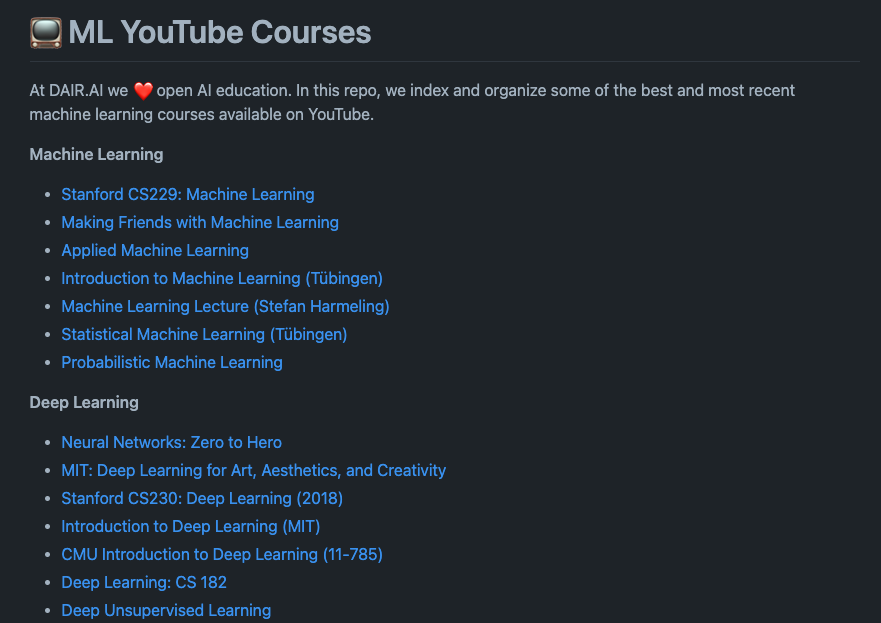 ML YouTube Courses
At DAIR.AI we ❤️ open AI education. In this repo, we index and organize some of the best and most recent
machine learning courses available on YouTube.
Machine Learning
• Stanford CS229: Machine Learning
• Making Friends with Machine Learning
• Applied Machine Learning
• Introduction to Machine Learning (Tübingen)
• Machine Learning Lecture (Stefan Harmeling)
• Statistical Machine Learning (Tübingen)
• Probabilistic Machine Learning
Deep Learning
• Neural Networks: Zero to Hero
• MIT: Deep Learning for Art, Aesthetics, and Creativity
• Stanford CS230: Deep Learning (2018)
• Introduction to Deep Learning (MIT)
• CMU Introduction to Deep Learning (11-785)
• Deep Learning: CS 182
• Deep Unsupervised Learning